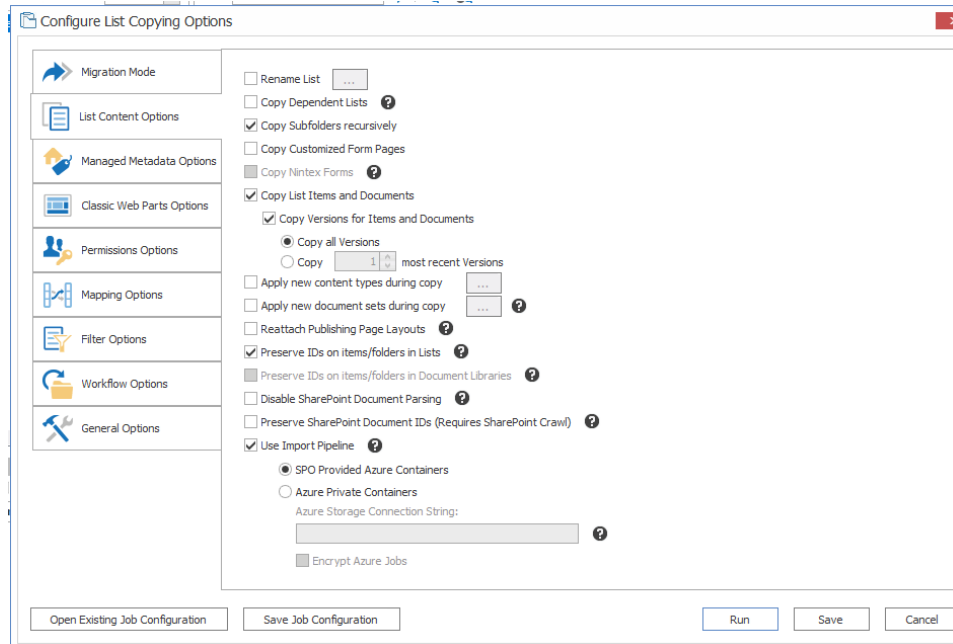 Configure List Copying Options
Migration Mode
List Content Options
Managed Metadata Options
Classic Web Parts Options
Permissions Options
Mapping Options
Filter Options
Workflow Options
General Options
Rename List ...
Copy Dependent Lists ?
Copy Subfolders recursively
Copy Customized Form Pages
Copy Nintex Forms ?
Copy List Items and Documents
Copy Versions for Items and Documents
Copy all Versions
Copy 1 most recent Versions
Apply new content types during copy ...
Apply new document sets during copy ... ?
Reattach Publishing Page Layouts ?
Preserve IDs on items/folders in Lists ?
Preserve IDs on items/folders in Document Libraries ?
Disable SharePoint Document Parsing ?
Preserve SharePoint Document IDs (Requires SharePoint Crawl) ?
Use Import Pipeline ?
SPO Provided Azure Containers
Azure Private Containers
Azure Storage Connection String:
?
Encrypt Azure Jobs
Open Existing Job Configuration Save Job Configuration Run Save Cancel